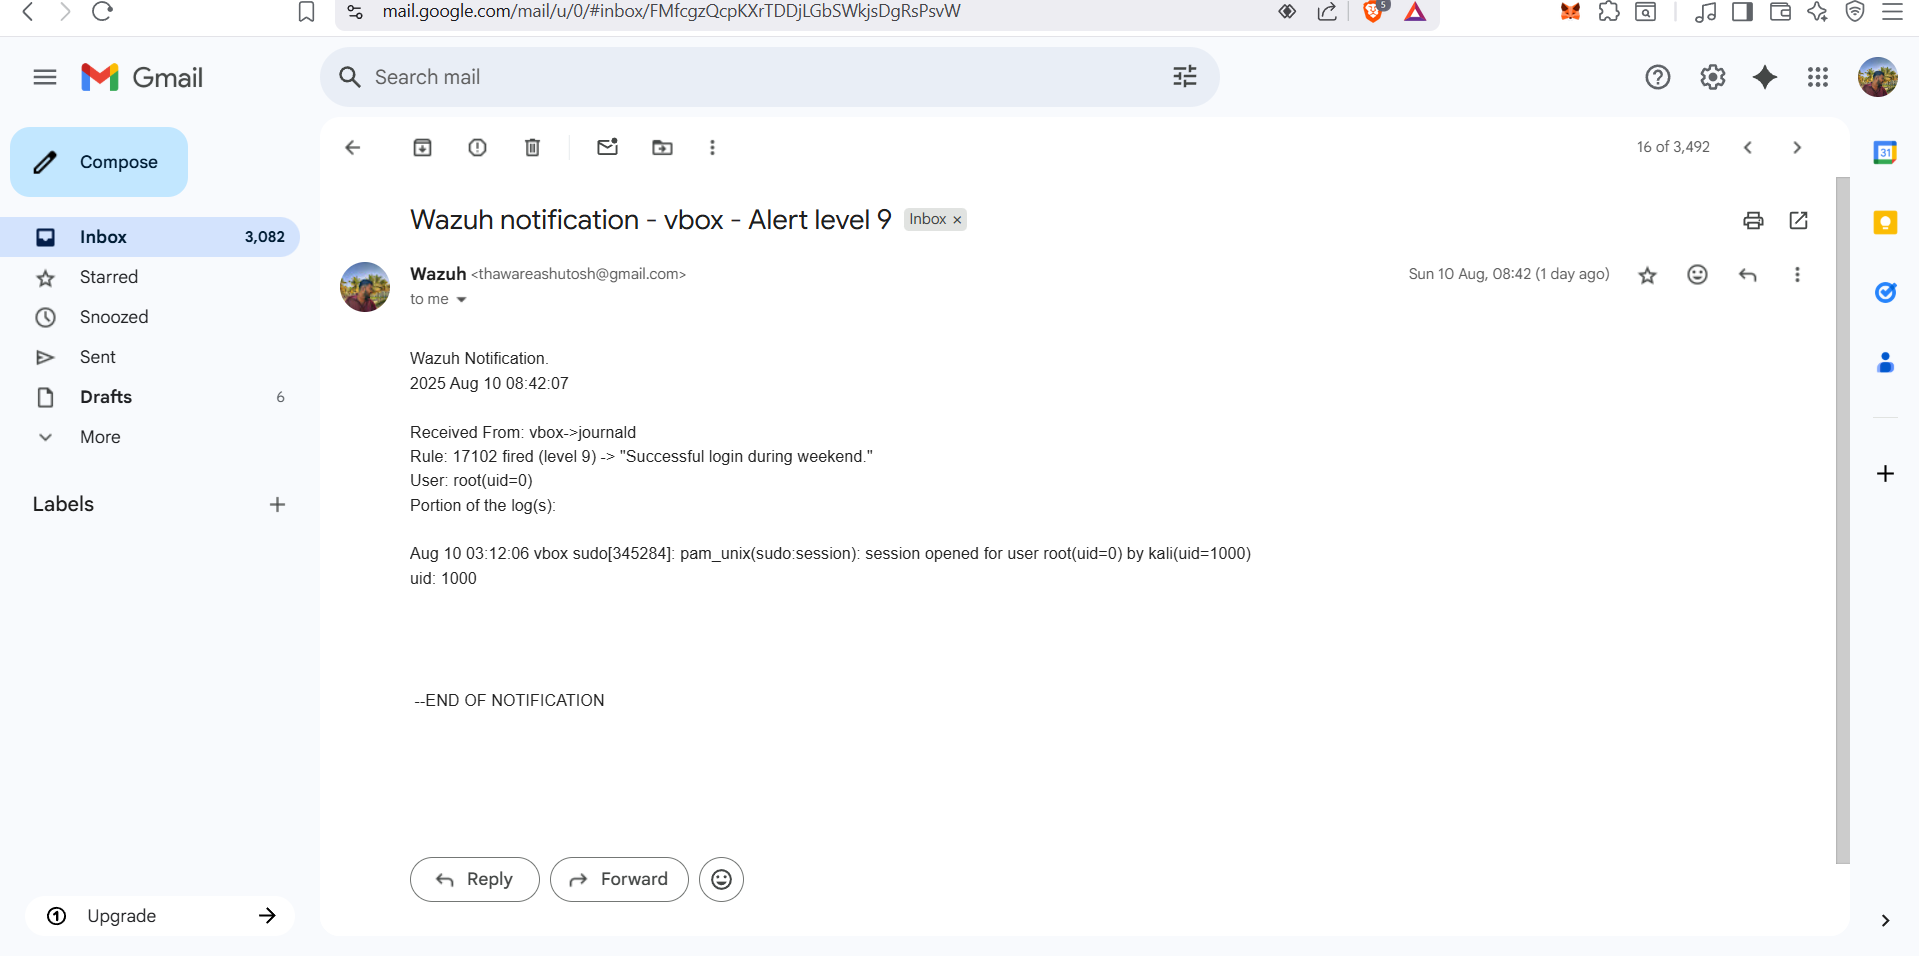 mail.google.com/mail/u/0/#inbox/FMfcgzQcpKXrTDDjLGbSWkjsDgRsPsvW
5
Gmail
Search mail
Compose
16 of 3,492
31
Inbox 3,082
Starred
Snoozed
Sent
Drafts 6
More
Labels
Upgrade
Wazuh notification - vbox - Alert level 9 Inbox ×
Wazuh <thawareashutosh@gmail.com> Sun 10 Aug, 08:42 (1 day ago)
to me
Wazuh Notification.
2025 Aug 10 08:42:07
Received From: vbox->journald
Rule: 17102 fired (level 9) -> "Successful login during weekend."
User: root(uid=0)
Portion of the log(s):
Aug 10 03:12:06 vbox sudo[345284]: pam_unix(sudo:session): session opened for user root(uid=0) by kali(uid=1000)
uid: 1000
--END OF NOTIFICATION
Reply Forward